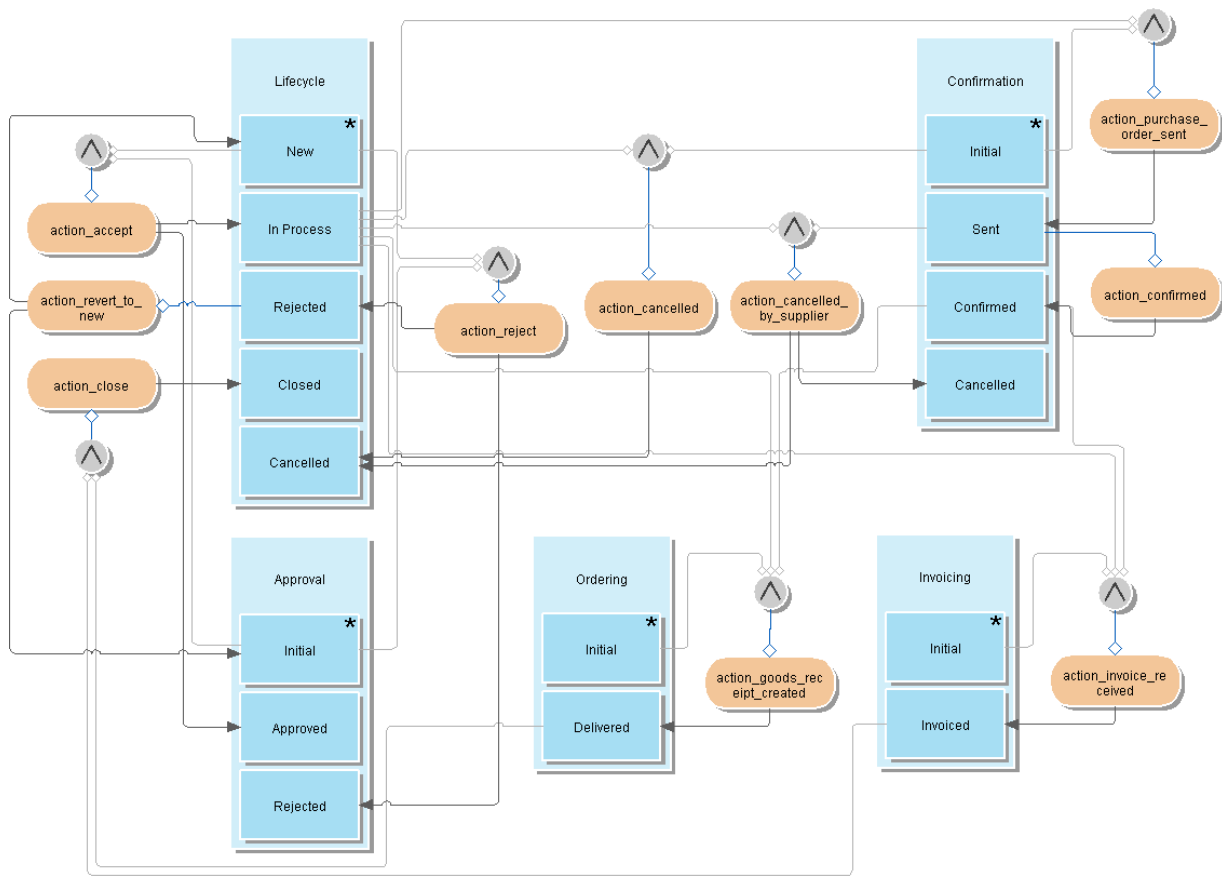 Lifecycle
New
*
In Process
Rejected
Closed
Cancelled
Confirmation
Initial
*
Sent
Confirmed
Cancelled
action_purchase_
order_sent
action_accept
action_revert_to_
new
action_close
action_reject
action_cancelled
action_cancelled_
by_supplier
action_confirmed
Approval
Initial
*
Approved
Rejected
Ordering
Initial
*
Delivered
action_goods_rec
eipt_created
Invoicing
Initial
*
Invoiced
action_invoice_re
ceived